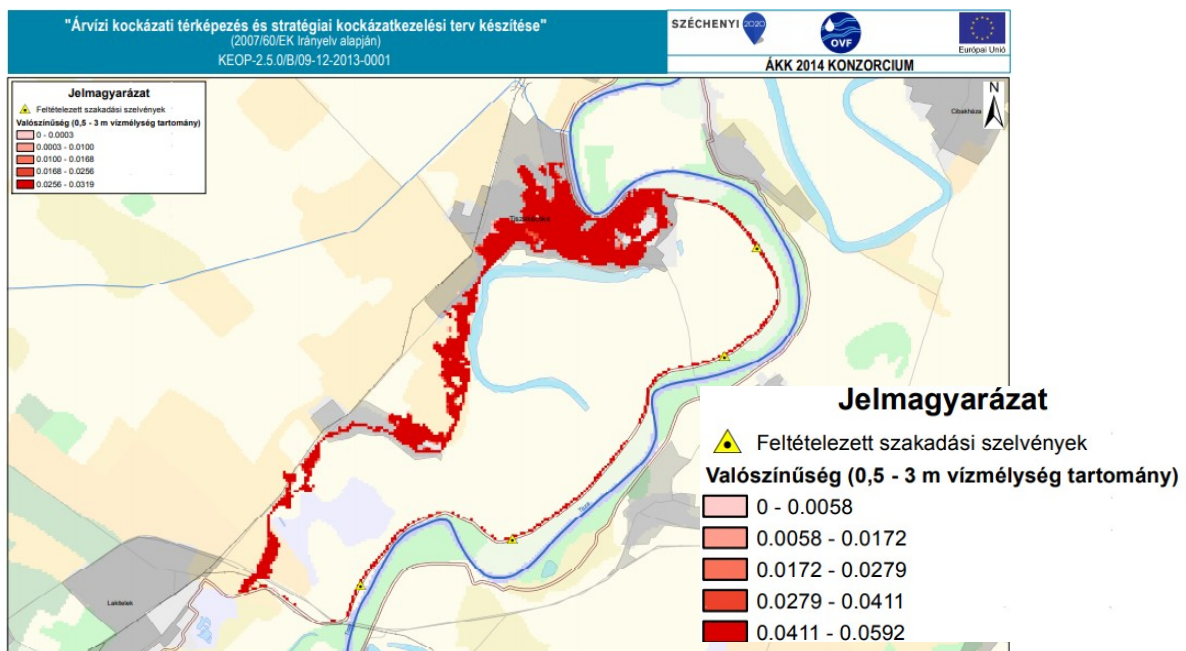 "Árvízi kockázati térképezés és stratégiai kockázatkezelési terv készítése"
(2007/60/EK Irányelv alapján)
KEOP-2.5.0/B/09-12-2013-0001
SZÉCHENYI 2020
OVF
Európai Unió
ÁKK 2014 KONZORCIUM
Jelmagyarázat
Feltételezett szakadási szelvények
Valószínűség (0,5 - 3 m vízmélység tartomány)
0 - 0.0003
0.0003 - 0.0100
0.0100 - 0.0168
0.0168 - 0.0256
0.0256 - 0.0319
N
Cibakháza
Tisza
Lakitelek
Jelmagyarázat
Feltételezett szakadási szelvények
Valószínűség (0,5 - 3 m vízmélység tartomány)
0 - 0.0058
0.0058 - 0.0172
0.0172 - 0.0279
0.0279 - 0.0411
0.0411 - 0.0592